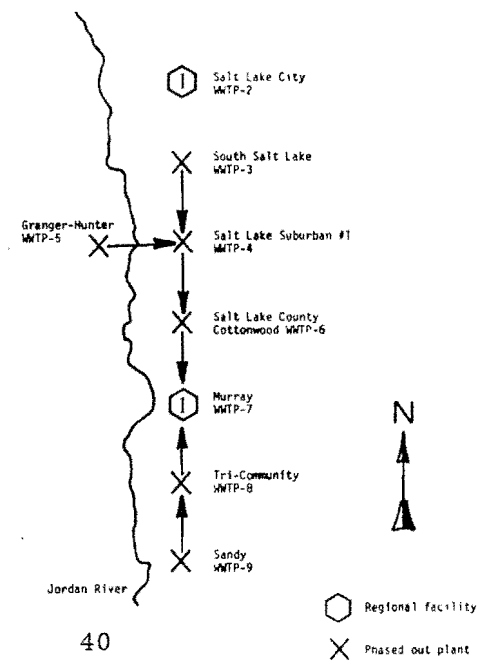 1 Salt Lake City
WWTP-2
South Salt Lake
WWTP-3
Granger-Hunter
WWTP-5
Salt Lake Suburban #1
WWTP-4
Salt Lake County
Cottonwood WWTP-6
1 Murray
WWTP-7
N
Tri-Community
WWTP-8
Sandy
WWTP-9
Jordan River
Regional facility
Phased out plant
40